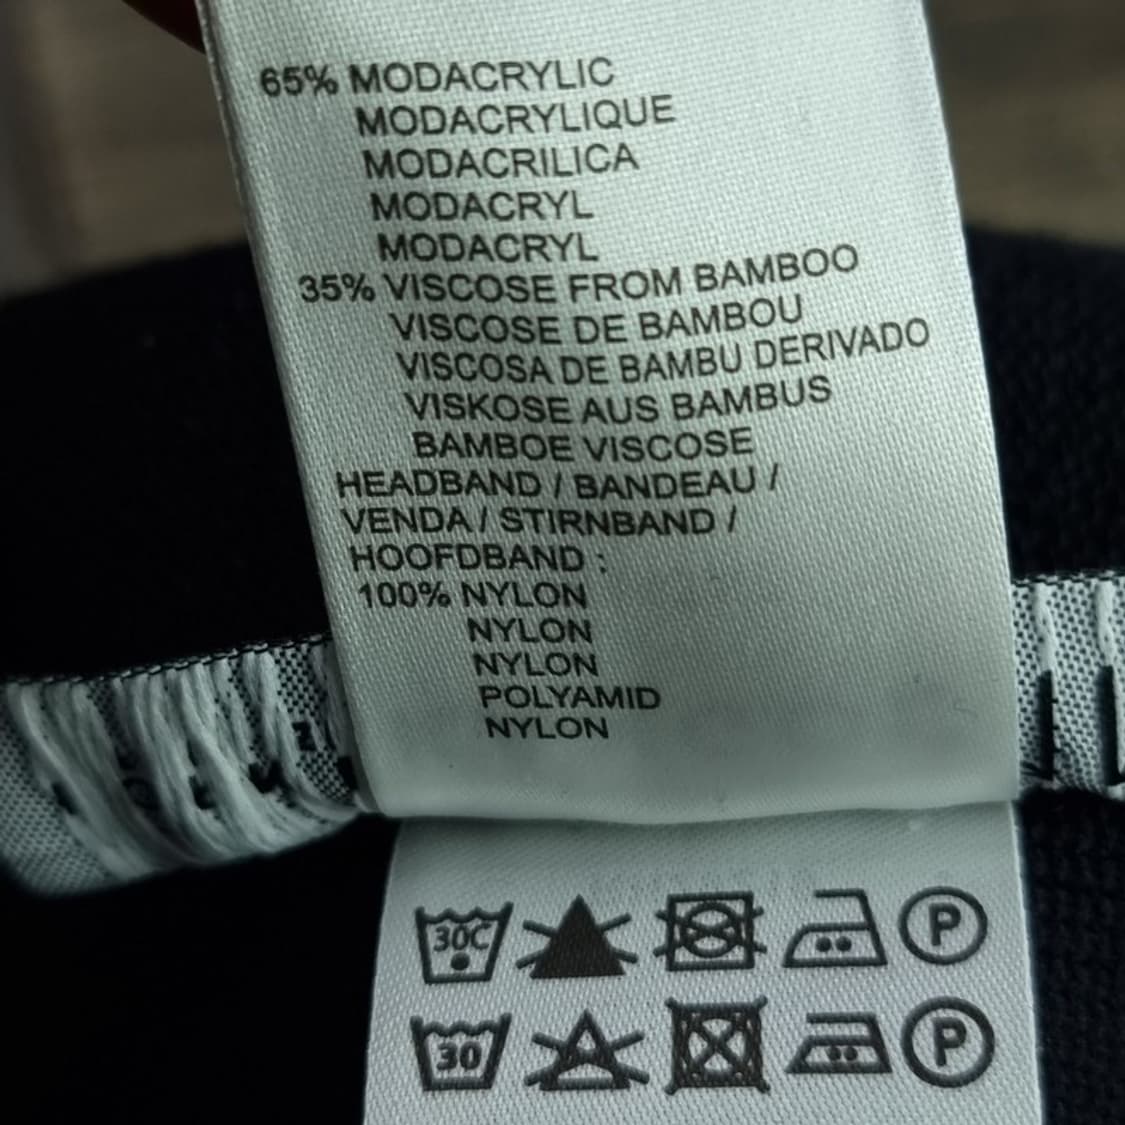 65% MODACRYLIC
MODACRYLIQUE
MODACRILICA
MODACRYL
MODACRYL
35% VISCOSE FROM BAMBOO
VISCOSE DE BAMBOU
VISCOSA DE BAMBU DERIVADO
VISKOSE AUS BAMBUS
BAMBOE VISCOSE
HEADBAND / BANDEAU /
VENDA / STIRNBAND /
HOOFDBAND :
100% NYLON
NYLON
NYLON
POLYAMID
NYLON
30C P
30 P